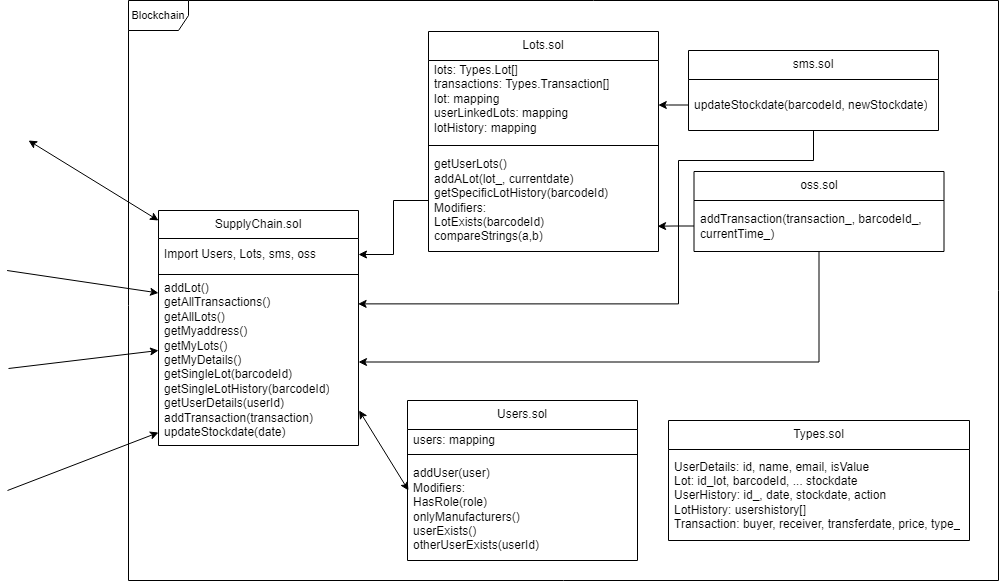 Blockchain
Lots.sol
lots: Types.Lot[]
transactions: Types.Transaction[]
lot: mapping
userLinkedLots: mapping
lotHistory: mapping
getUserLots()
addALot(lot_, currentdate)
getSpecificLotHistory(barcodeId)
Modifiers:
LotExists(barcodeId)
compareStrings(a,b)
sms.sol
updateStockdate(barcodeId, newStockdate)
oss.sol
addTransaction(transaction_, barcodeId_,
currentTime_)
SupplyChain.sol
Import Users, Lots, sms, oss
addLot()
getAllTransactions()
getAllLots()
getMyaddress()
getMyLots()
getMyDetails()
getSingleLot(barcodeId)
getSingleLotHistory(barcodeId)
getUserDetails(userId)
addTransaction(transaction)
updateStockdate(date)
Users.sol
users: mapping
addUser(user)
Modifiers:
HasRole(role)
onlyManufacturers()
userExists()
otherUserExists(userId)
Types.sol
UserDetails: id, name, email, isValue
Lot: id_lot, barcodeId, ... stockdate
UserHistory: id_, date, stockdate, action
LotHistory: usershistory[]
Transaction: buyer, receiver, transferdate, price, type_